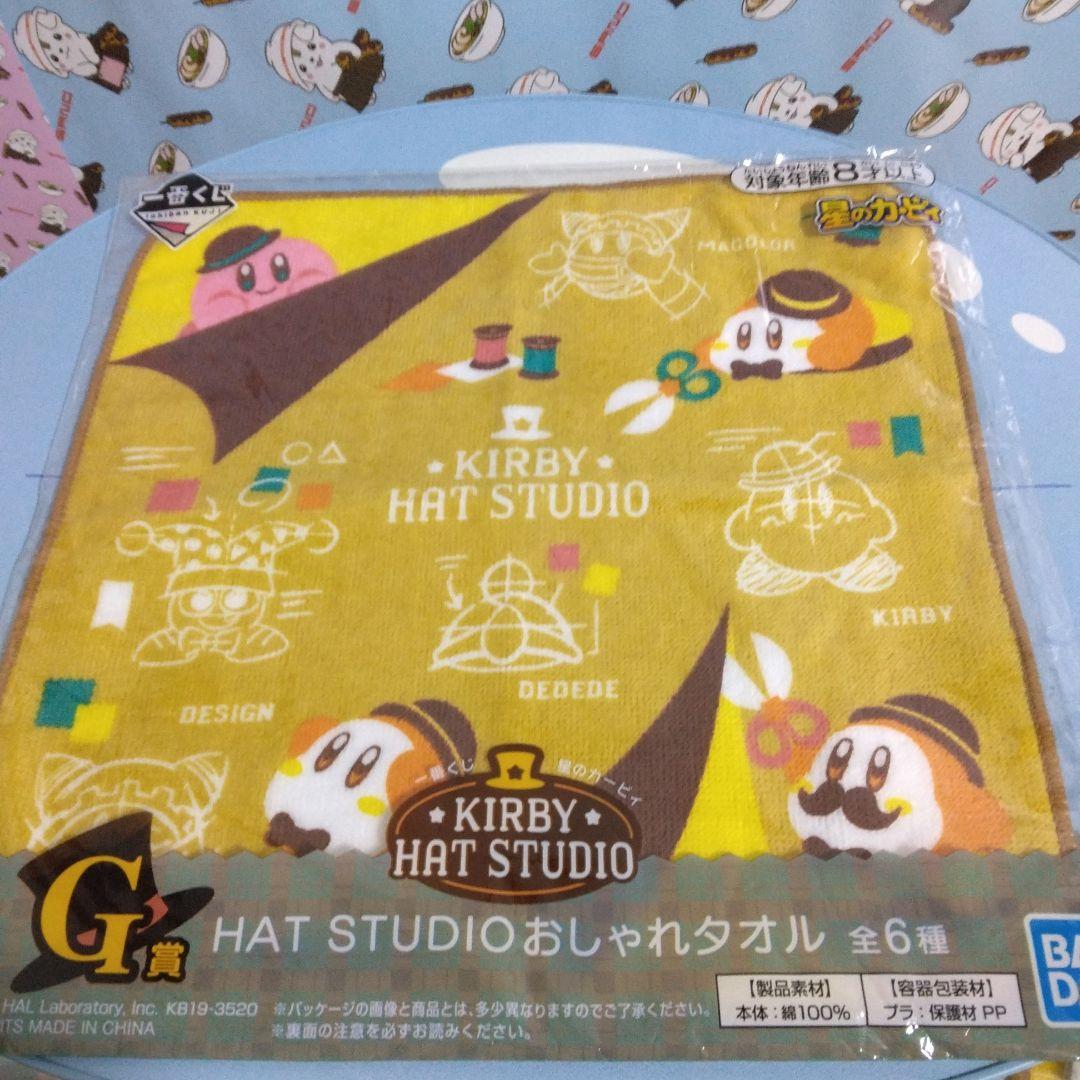 一番くじ
ICHIBAN KUJI
対象年齢8才以上
星のカービィ
MAGOLOR
KIRBY
HAT STUDIO
KIRBY
DEDEDE
DESIGN
一番くじ 星のカービィ
KIRBY
HAT STUDIO
G賞
HAT STUDIOおしゃれタオル 全6種
HAL Laboratory, Inc. KB19-3520
ITS MADE IN CHINA
※パッケージの画像と商品とは、多少異なりますのでご了承ください。
※裏面の注意を必ずお読みください。
【製品素材】
本体:綿100%
【容器包装材】
プラ:保護材 PP
BA